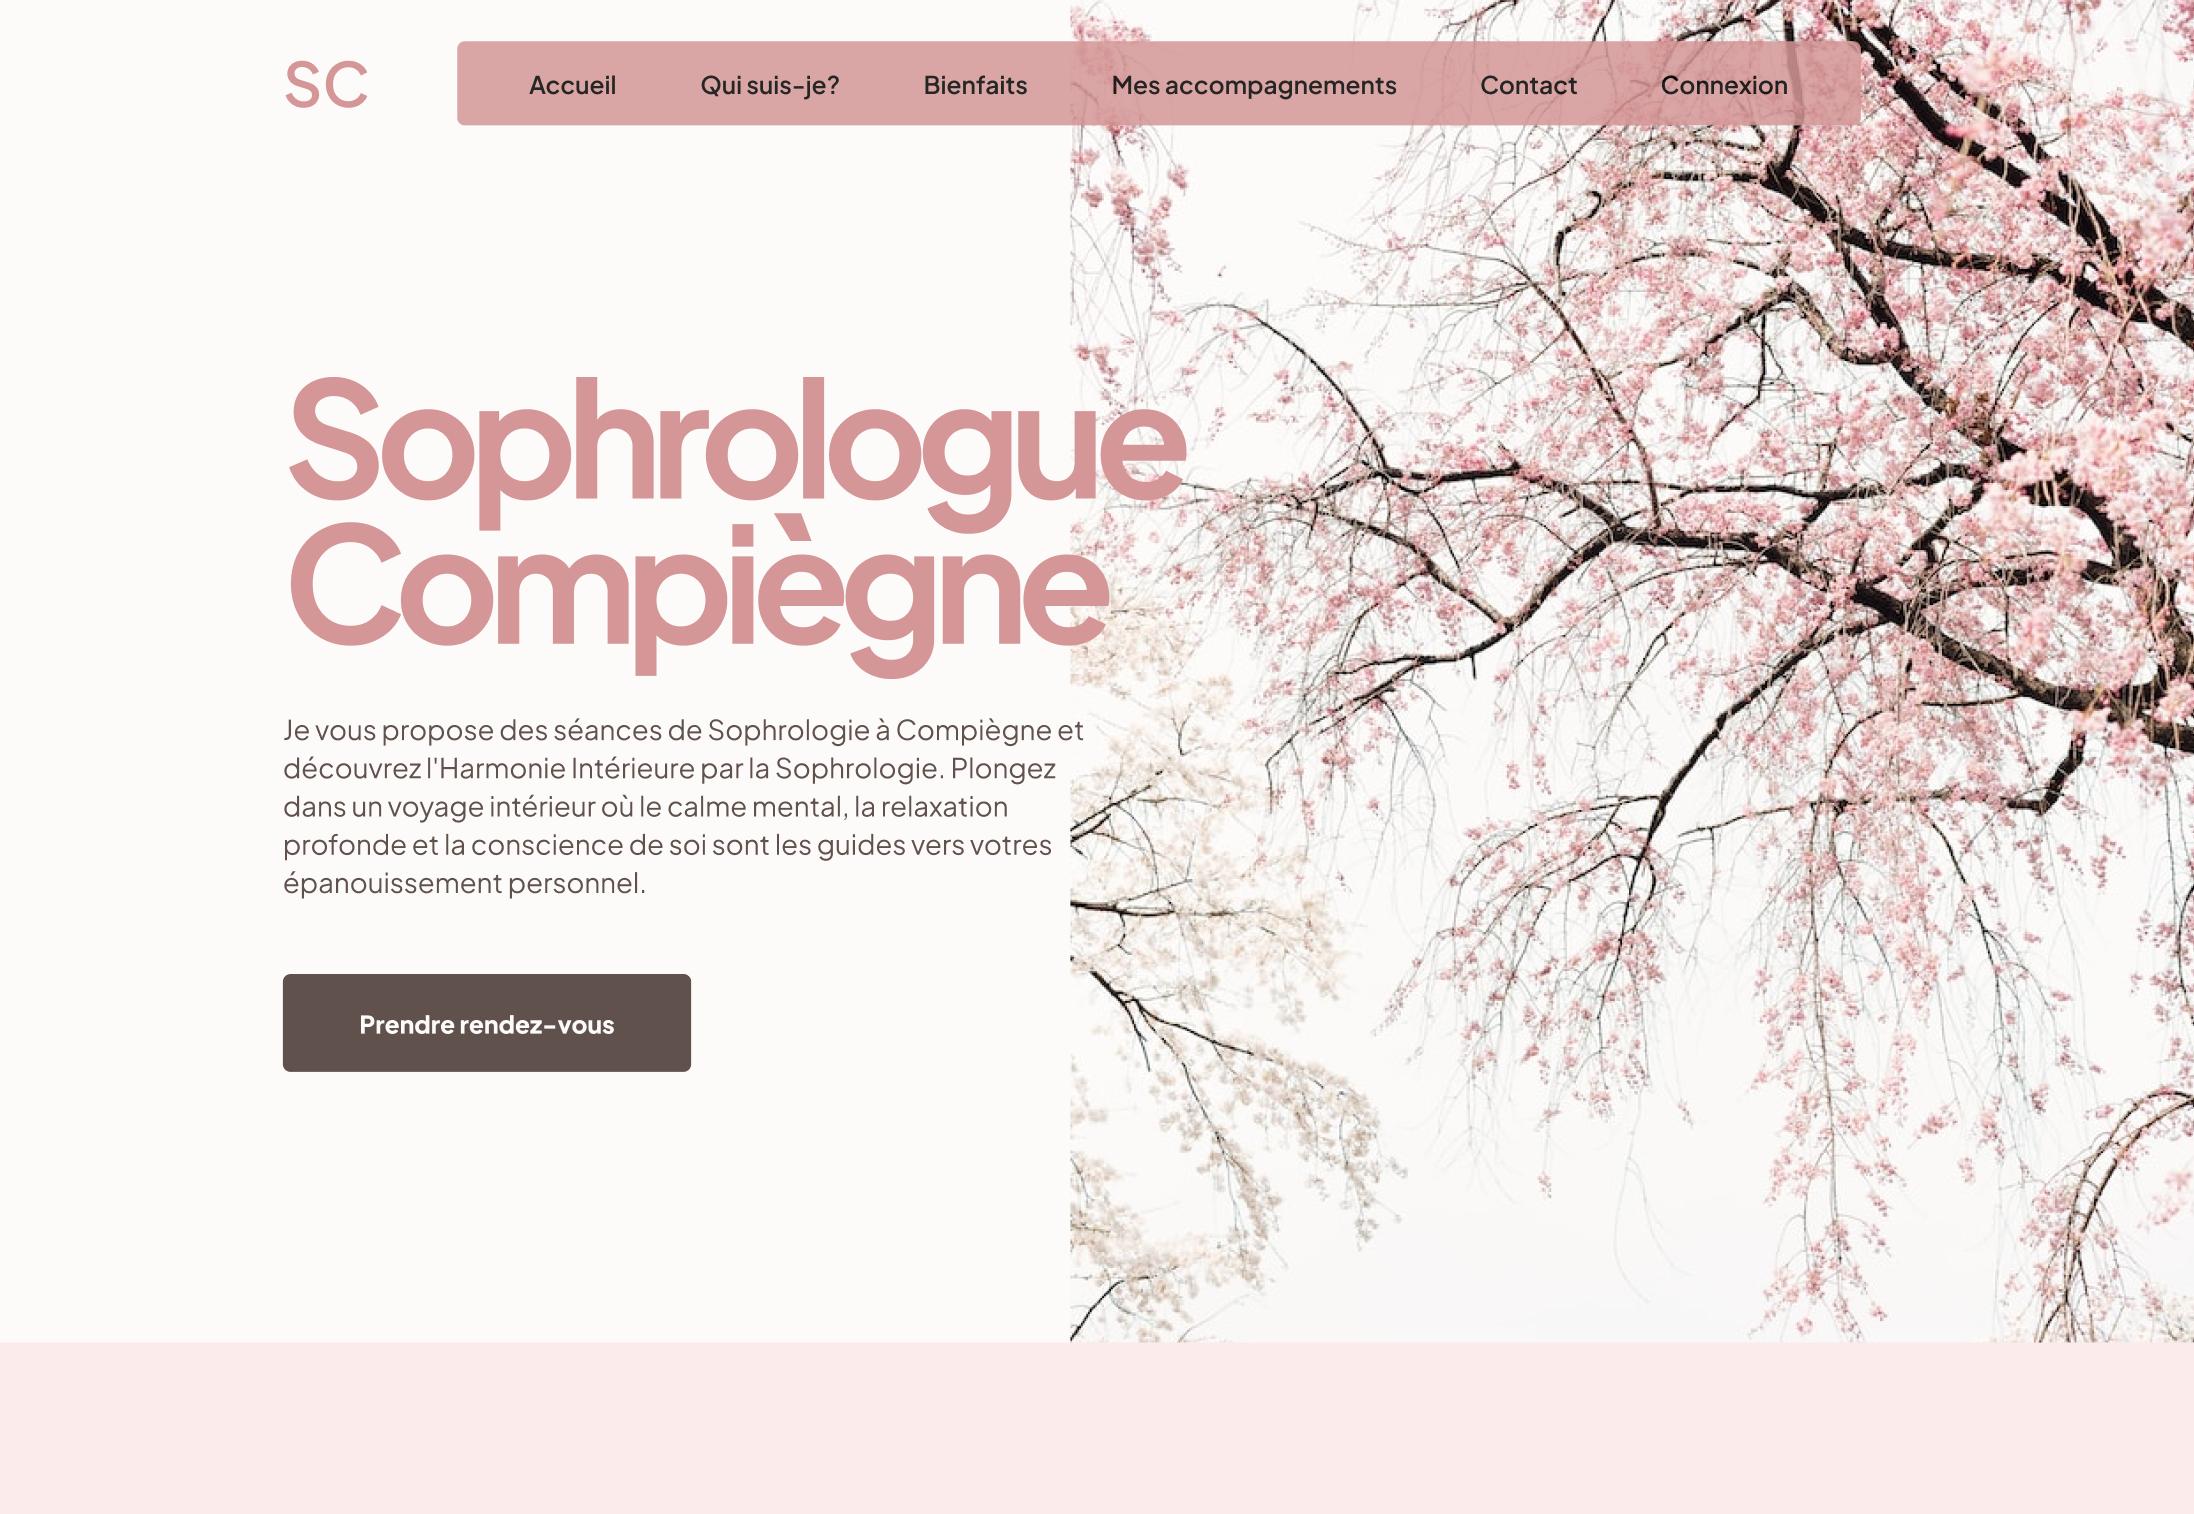 SC
Accueil
Qui suis-je?
Bienfaits
Mes accompagnements
Contact
Connexion
Sophrologue
Compiègne
Je vous propose des séances de Sophrologie à Compiègne et
découvrez l'Harmonie Intérieure par la Sophrologie. Plongez
dans un voyage intérieur où le calme mental, la relaxation
profonde et la conscience de soi sont les guides vers votres
épanouissement personnel.
Prendre rendez-vous